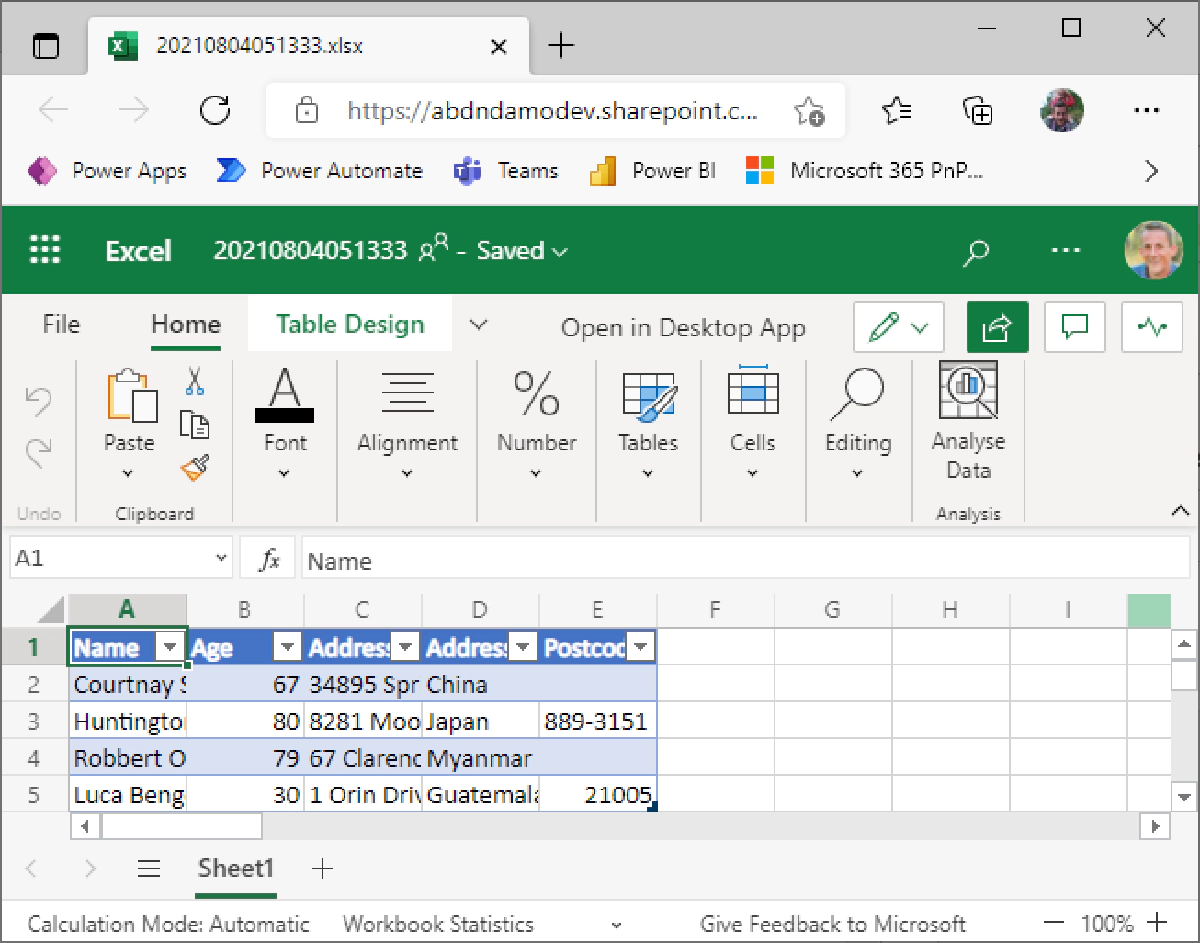 20210804051333.xlsx
https://abdndamodev.sharepoint.c...
Power Apps Power Automate Teams Power BI Microsoft 365 PnP...
Excel 20210804051333 - Saved
File Home Table Design Open in Desktop App
Paste Font Alignment Number Tables Cells Editing Analyse Data
Undo Clipboard Analysis
A1 fx Name
A B C D E F G H I
1 Name Age Address Address Postcod
2 Courtnay S 67 34895 Spr China
3 Huntington 80 8281 Moo Japan 889-3151
4 Robbert O 79 67 Clarenc Myanmar
5 Luca Beng 30 1 Orin Driv Guatemala 21005
Sheet1
Calculation Mode: Automatic Workbook Statistics Give Feedback to Microsoft 100%